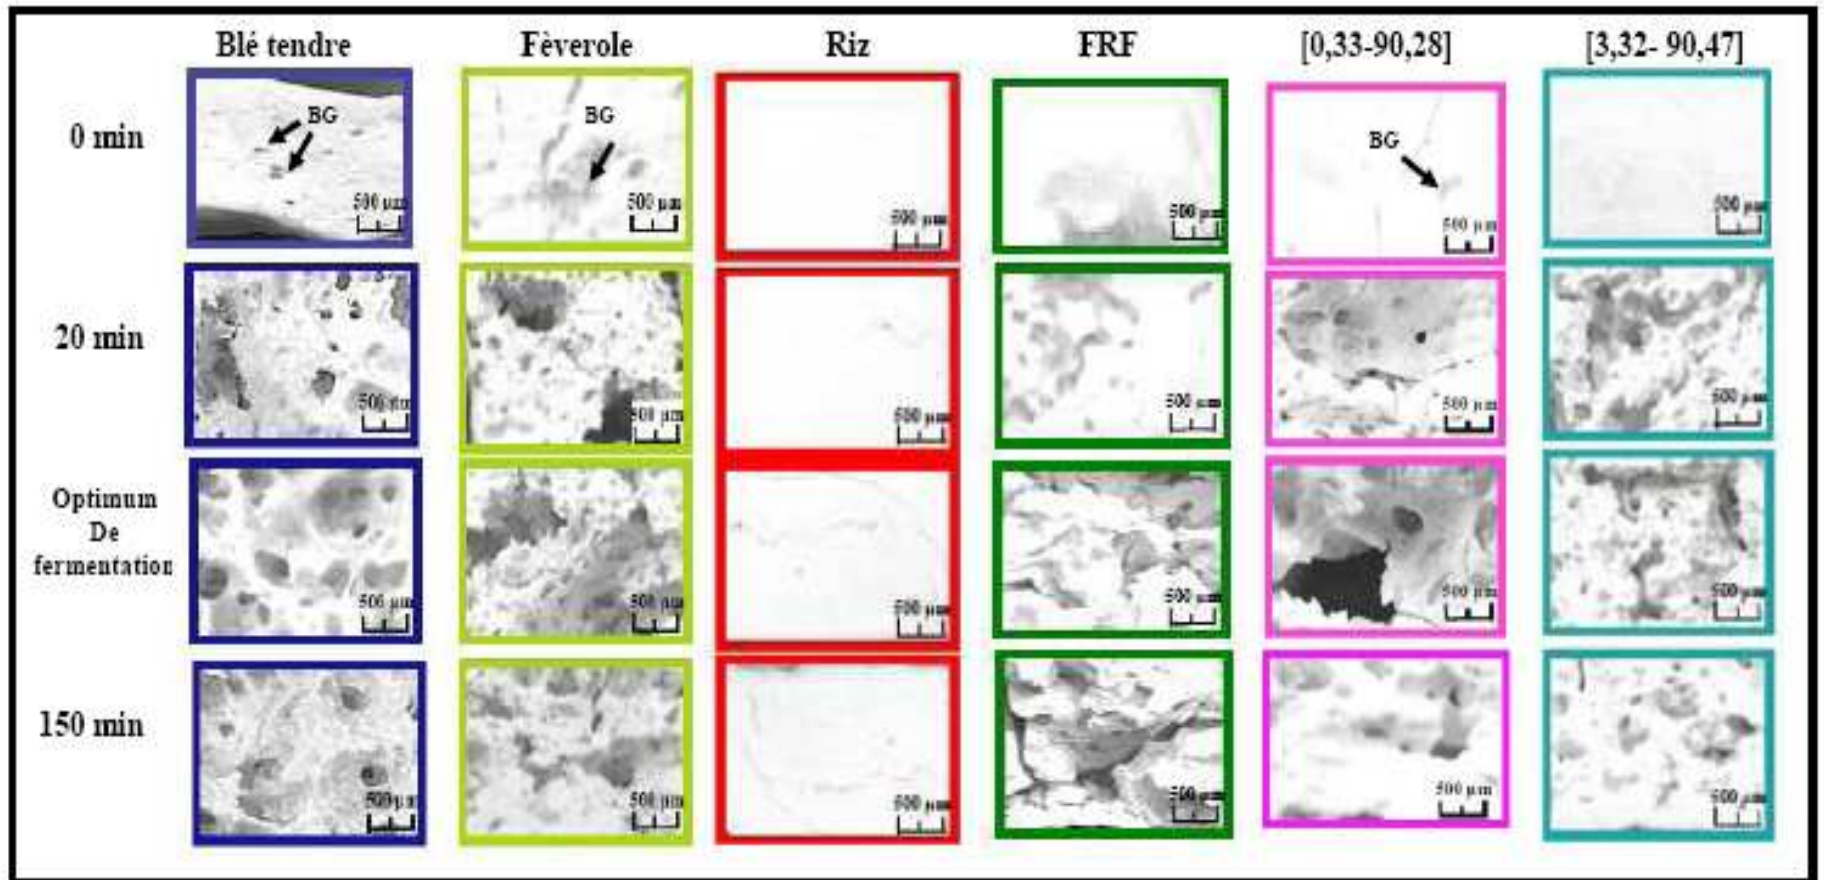 Blé tendre Fèverole Riz FRF [0,33-90,28] [3,32- 90,47]
0 min
BG BG BG
500 µm 500 µm 500 µm 500 µm 500 µm 500 µm
20 min
500 µm 500 µm 500 µm 500 µm 500 µm 500 µm
Optimum
De
fermentation
500 µm 500 µm 500 µm 500 µm 500 µm 500 µm
150 min
500 µm 500 µm 500 µm 500 µm 500 µm 500 µm